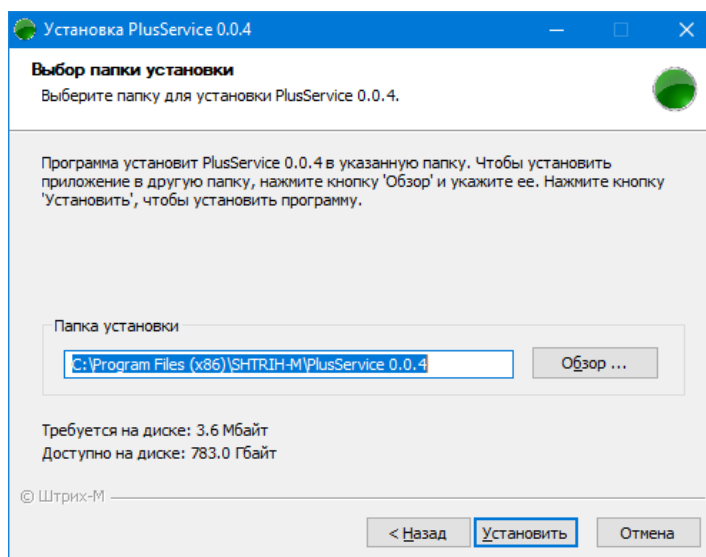 Установка PlusService 0.0.4
Выбор папки установки
Выберите папку для установки PlusService 0.0.4.
Программа установит PlusService 0.0.4 в указанную папку. Чтобы установить
приложение в другую папку, нажмите кнопку 'Обзор' и укажите ее. Нажмите кнопку
'Установить', чтобы установить программу.
Папка установки
C:\Program Files (x86)\SHTRIH-M\PlusService 0.0.4
Обзор ...
Требуется на диске: 3.6 Мбайт
Доступно на диске: 783.0 Гбайт
© Штрих-М
< Назад
Установить
Отмена